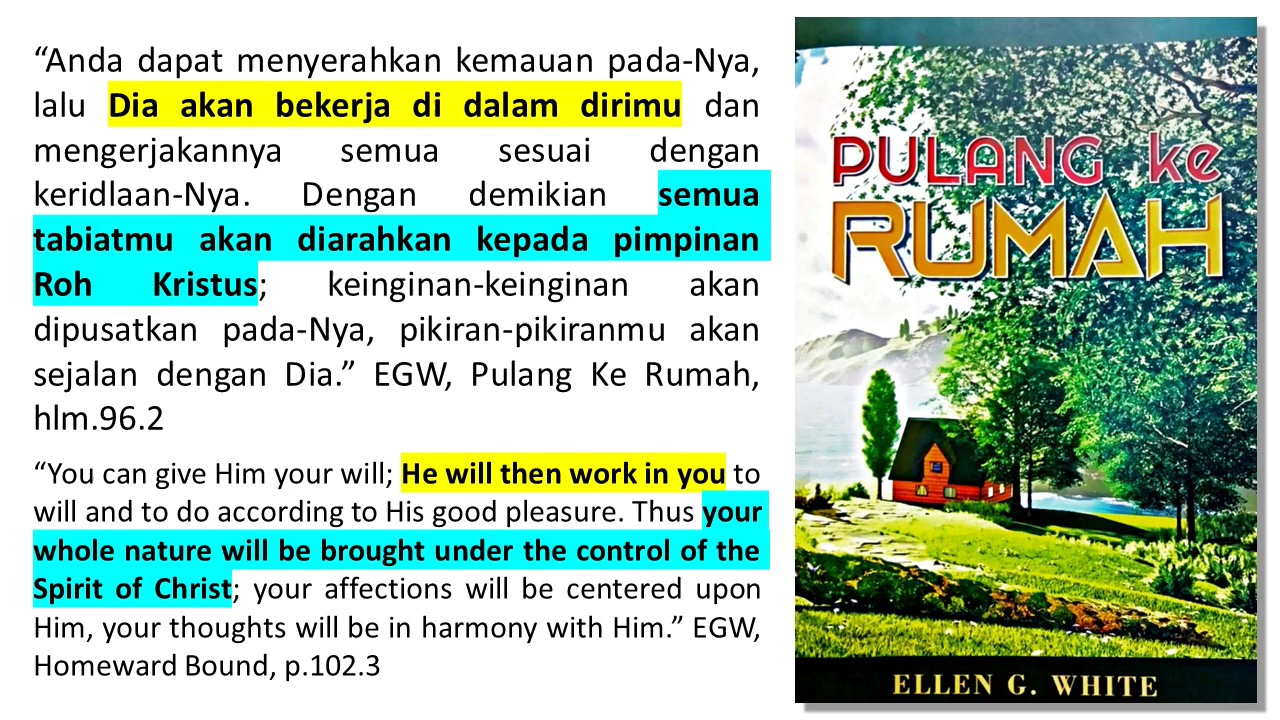 “Anda dapat menyerahkan kemauan pada-Nya,
lalu Dia akan bekerja di dalam dirimu dan
mengerjakannya semua sesuai dengan
keridlaan-Nya. Dengan demikian semua
tabiatmu akan diarahkan kepada pimpinan
Roh Kristus; keinginan-keinginan akan
dipusatkan pada-Nya, pikiran-pikiranmu akan
sejalan dengan Dia.” EGW, Pulang Ke Rumah,
hlm.96.2
“You can give Him your will; He will then work in you to
will and to do according to His good pleasure. Thus your
whole nature will be brought under the control of the
Spirit of Christ; your affections will be centered upon
Him, your thoughts will be in harmony with Him.” EGW,
Homeward Bound, p.102.3
PULANG ke
RUMAH
ELLEN G. WHITE